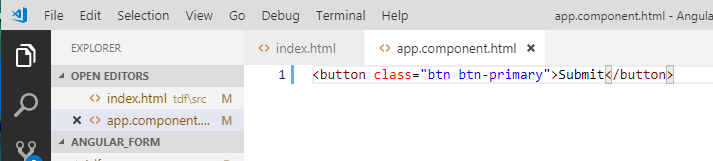 File Edit Selection View Go Debug Terminal Help app.component.html - Angula
EXPLORER
index.html app.component.html
OPEN EDITORS
1 <button class="btn btn-primary">Submit</button>
index.html tdf\src M
app.component.... M
ANGULAR_FORM